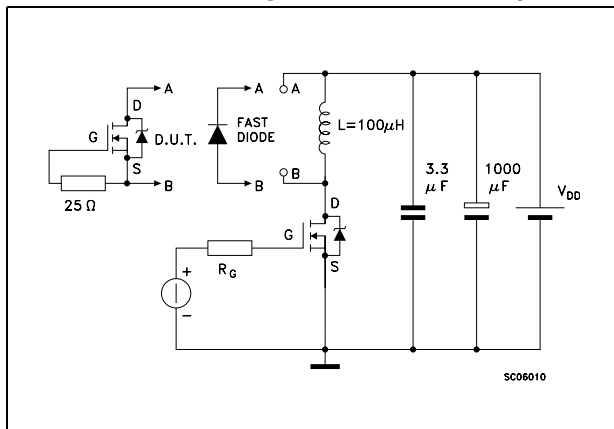 A
A
A
D
G
D.U.T.
FAST
DIODE
L=100µH
S
B
B
B
25 Ω
D
G
S
3.3
µF
1000
µF
V_DD
R_G
+
-
SC06010